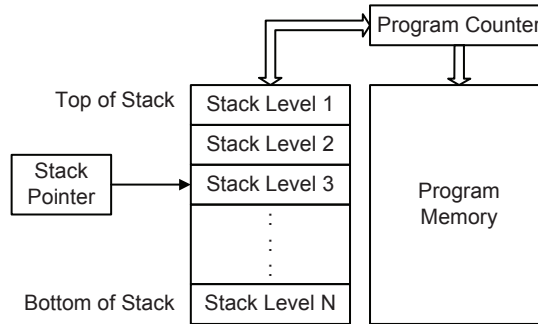 Program Counter
Top of Stack
Stack Level 1
Stack Level 2
Stack
Pointer
Stack Level 3
Program
Memory
Bottom of Stack
Stack Level N